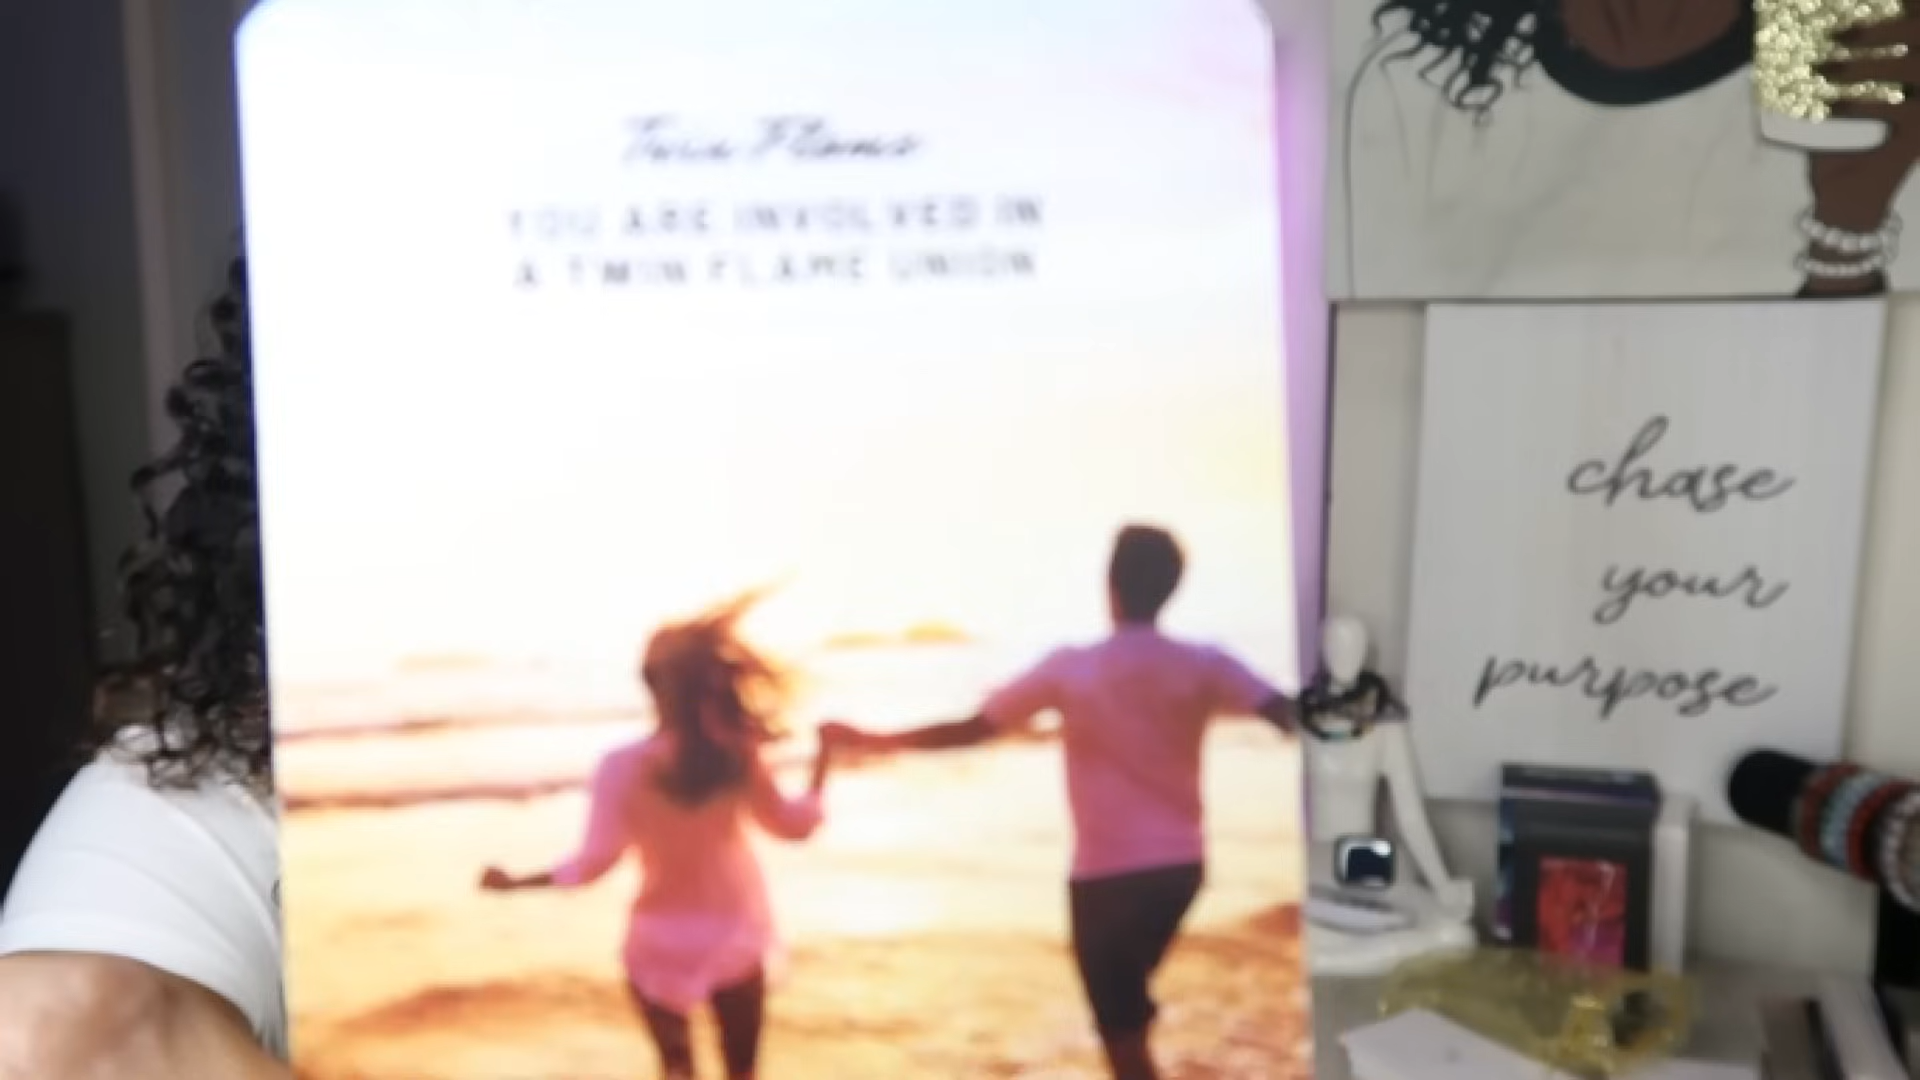 Twin Flame
YOU ARE INVOLVED IN
A TWIN FLAME UNION
chase
your
purpose